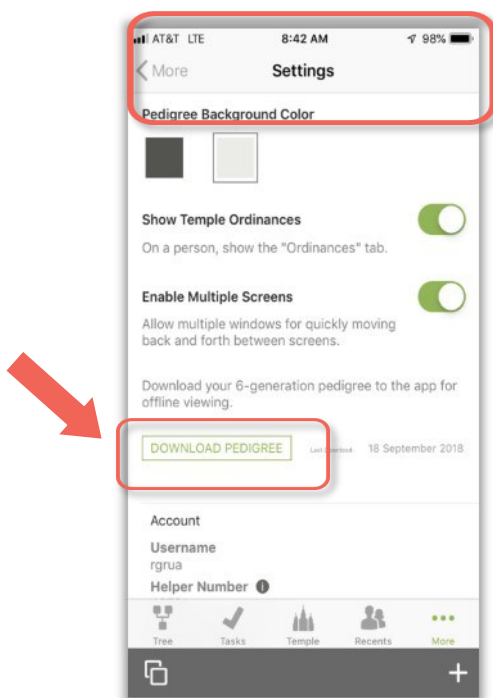 AT&T LTE 8:42 AM 98%
More Settings
Pedigree Background Color
Show Temple Ordinances
On a person, show the "Ordinances" tab.
Enable Multiple Screens
Allow multiple windows for quickly moving
back and forth between screens.
Download your 6-generation pedigree to the app for
offline viewing.
DOWNLOAD PEDIGREE Last Download: 18 September 2018
Account
Username
rgrua
Helper Number
Tree Tasks Temple Recents More